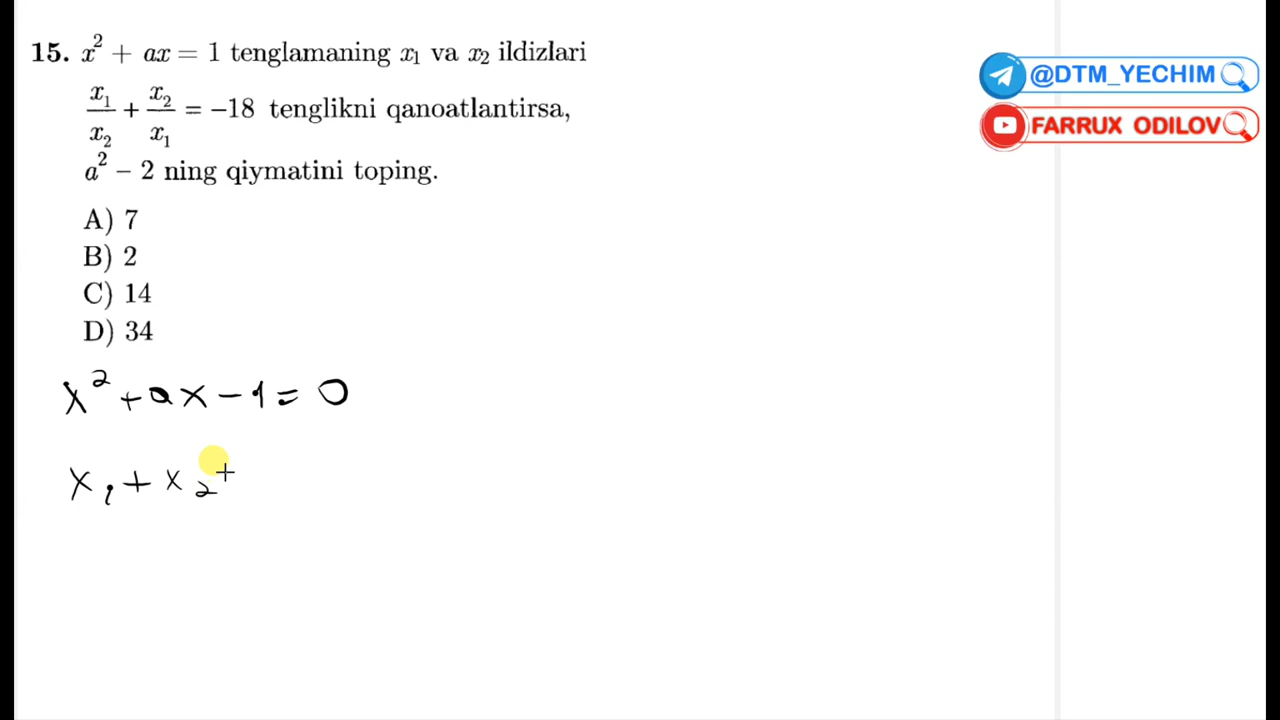 15. x² + ax = 1 tenglamaning x₁ va x₂ ildizlari
x₁/x₂ + x₂/x₁ = −18 tenglikni qanoatlantirsa,
a² − 2 ning qiymatini toping.
A) 7
B) 2
C) 14
D) 34
x² + ax − 1 = 0
x₁ + x₂
@DTM_YECHIM
FARRUX ODILOV